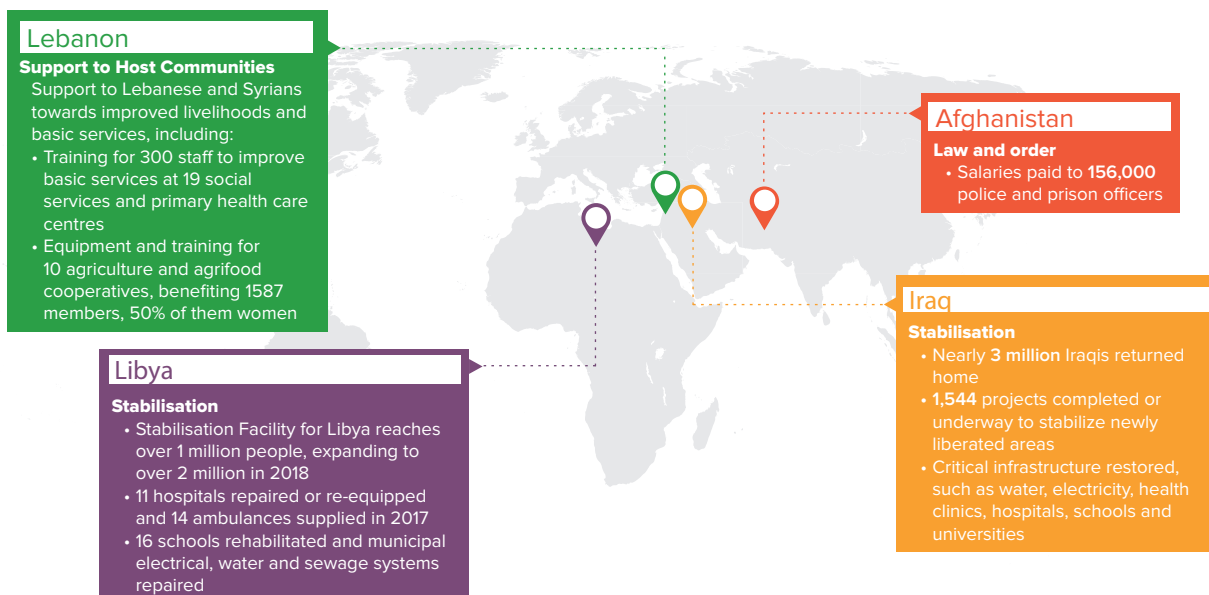 Lebanon
Support to Host Communities
Support to Lebanese and Syrians
towards improved livelihoods and
basic services, including:
• Training for 300 staff to improve
basic services at 19 social
services and primary health care
centres
• Equipment and training for
10 agriculture and agrifood
cooperatives, benefiting 1587
members, 50% of them women
Afghanistan
Law and order
• Salaries paid to 156,000
police and prison officers
Libya
Stabilisation
• Stabilisation Facility for Libya reaches
over 1 million people, expanding to
over 2 million in 2018
• 11 hospitals repaired or re-equipped
and 14 ambulances supplied in 2017
• 16 schools rehabilitated and municipal
electrical, water and sewage systems
repaired
Iraq
Stabilisation
• Nearly 3 million Iraqis returned
home
• 1,544 projects completed or
underway to stabilize newly
liberated areas
• Critical infrastructure restored,
such as water, electricity, health
clinics, hospitals, schools and
universities